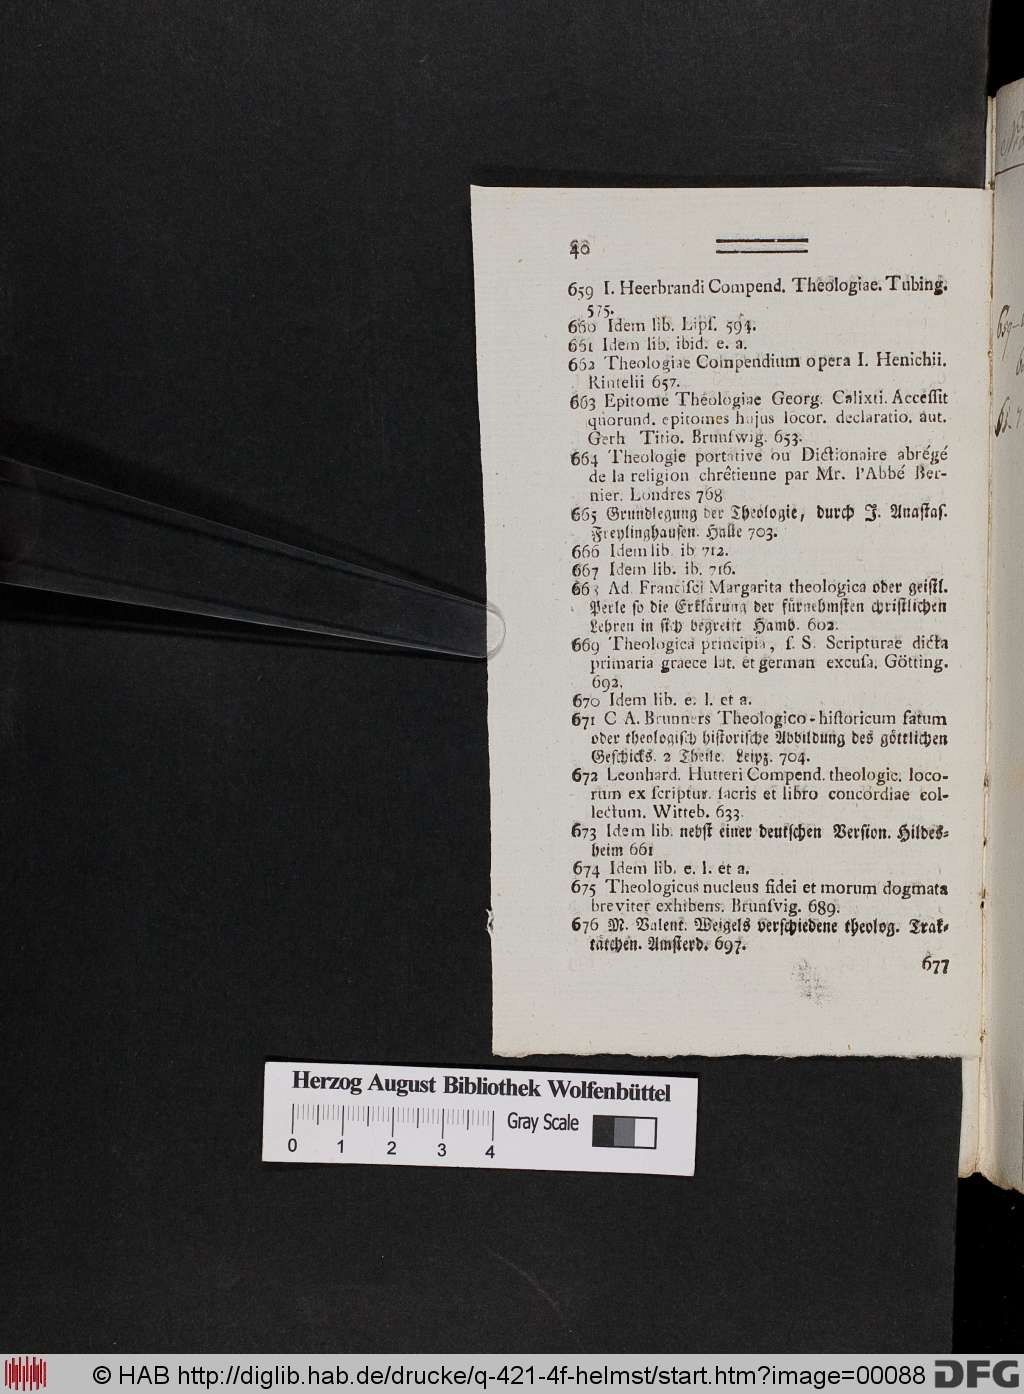 40
659 I. Heerbrandi Compend. Theologiae. Tubing.
575.
660 Idem lib. Lipſ. 594.
661 Idem lib. ibid. e. a.
662 Theologiae Compendium opera I. Henichii.
Rintelii 657.
663 Epitome Theologiae Georg. Calixti. Acceſſit
quorund. epitomes hujus locor. declaratio. aut.
Gerh Titio. Brunſwig. 653.
664 Theologie portative ou Dictionaire abrégé
de la religion chrêtienne par Mr. l'Abbé Ber-
nier. Londres 768
665 Grundlegung der Theologie, durch J. Anaſtaſ.
Freylinghauſen. Halle 703.
666 Idem lib. ib 712.
667 Idem lib. ib. 716.
663 Ad. Franciſci Margarita theologica oder geiſtl.
Perle ſo die Erklärung der fürnehmſten chriſtlichen
Lehren in ſich begreift Hamb. 602.
669 Theologica principia, ſ. S. Scripturae dicta
primaria graece lat. et german excuſa. Götting.
692.
670 Idem lib. e. l. et a.
671 C A. Brunners Theologico-hiſtoricum fatum
oder theologiſch hiſtoriſche Abbildung des göttlichen
Geſchicks. 2 Theile. Leipz. 704.
672 Leonhard. Hutteri Compend. theologic. loco-
rum ex ſcriptur. ſacris et libro concordiae col-
lectum. Witteb. 633.
673 Idem lib. nebſt einer deutſchen Verſion. Hildes-
heim 661
674 Idem lib. e. l. et a.
675 Theologicus nucleus fidei et morum dogmata
breviter exhibens. Brunſvig. 689.
676 M. Valent. Weigels verſchiedene theolog. Trak-
tätchen. Amſterd. 697.
677
Herzog August Bibliothek Wolfenbüttel
Gray Scale
0 1 2 3 4
© HAB http://diglib.hab.de/drucke/q-421-4f-helmst/start.htm?image=00088 DFG